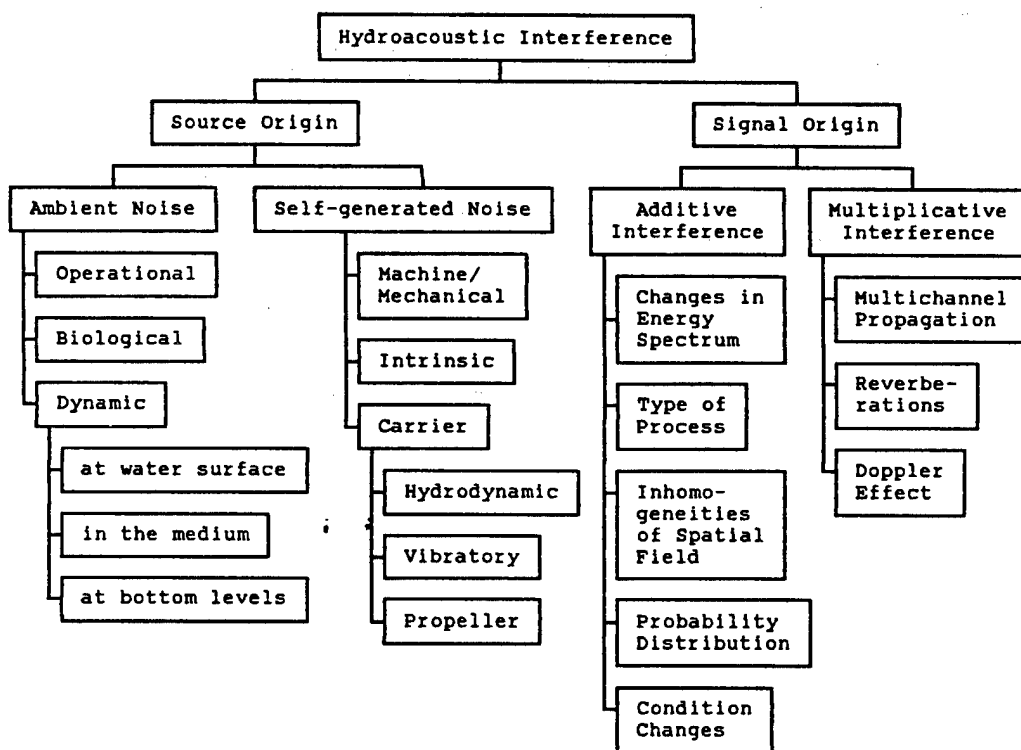 Hydroacoustic Interference
Source Origin
Signal Origin
Ambient Noise
Self-generated Noise
Additive
Interference
Multiplicative
Interference
Operational
Biological
Dynamic
at water surface
in the medium
at bottom levels
Machine/
Mechanical
Intrinsic
Carrier
Hydrodynamic
Vibratory
Propeller
Changes in
Energy
Spectrum
Type of
Process
Inhomo-
geneities
of Spatial
Field
Probability
Distribution
Condition
Changes
Multichannel
Propagation
Reverbe-
rations
Doppler
Effect